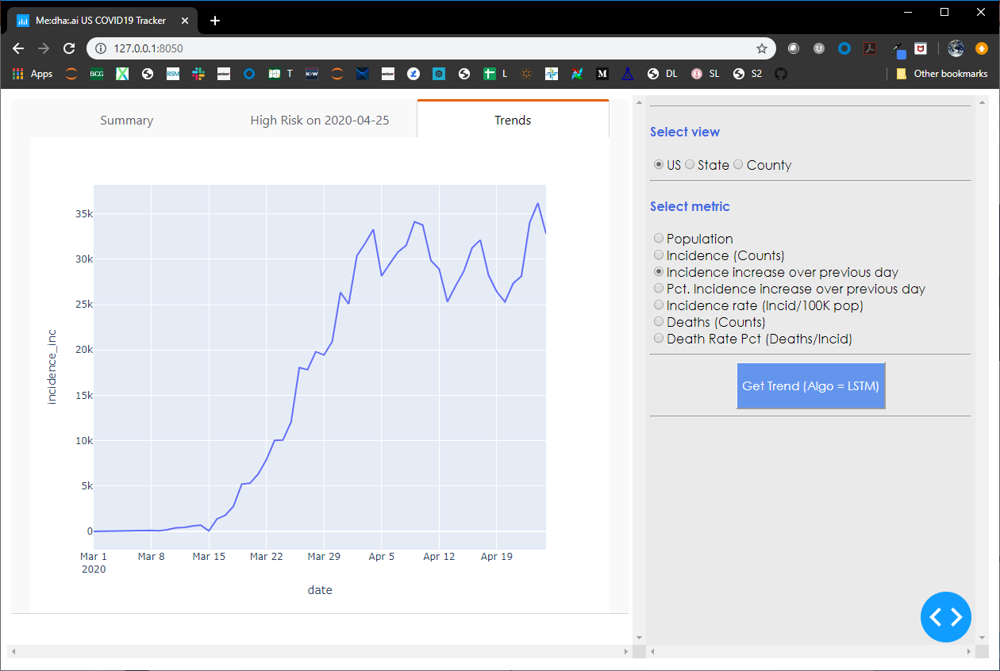 Me:dha:.ai US COVID19 Tracker
127.0.0.1:8050
Apps
BCG
RSM
verizon
T
K•W
verizon
L
M
DL
SL
S2
Other bookmarks
Summary
High Risk on 2020-04-25
Trends
35k
30k
25k
20k
15k
10k
5k
0
incidence_inc
Mar 1
2020
Mar 8
Mar 15
Mar 22
Mar 29
Apr 5
Apr 12
Apr 19
date
Select view
US State County
Select metric
Population
Incidence (Counts)
Incidence increase over previous day
Pct. Incidence increase over previous day
Incidence rate (Incid/100K pop)
Deaths (Counts)
Death Rate Pct (Deaths/Incid)
Get Trend (Algo = LSTM)